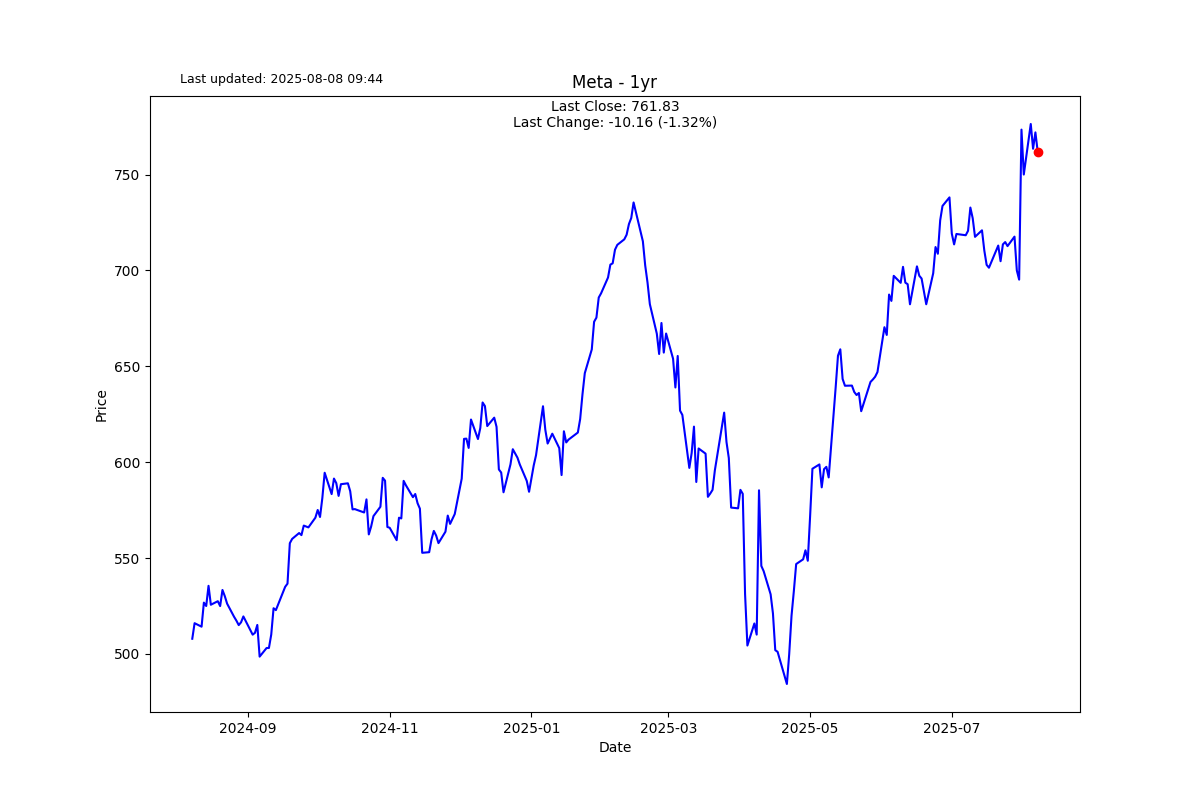 Last updated: 2025-08-08 09:44
Meta - 1yr
Last Close: 761.83
Last Change: -10.16 (-1.32%)
750
700
650
600
550
500
Price
2024-09
2024-11
2025-01
2025-03
2025-05
2025-07
Date